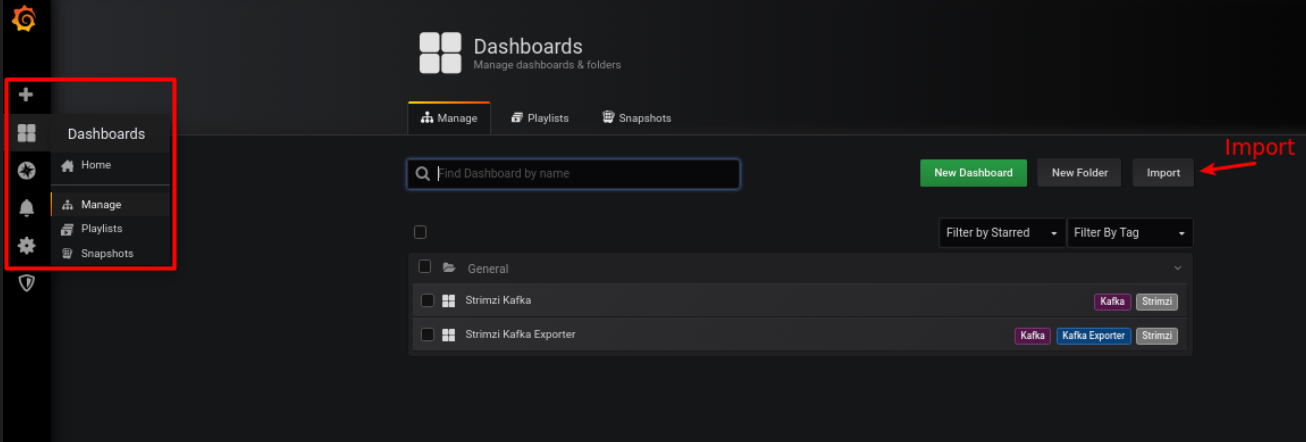 Dashboards
Manage dashboards & folders
Manage
Playlists
Snapshots
Dashboards
Home
Manage
Playlists
Snapshots
Find Dashboard by name
New Dashboard
New Folder
Import
Import
Filter by Starred
Filter By Tag
General
Strimzi Kafka
Kafka
Strimzi
Strimzi Kafka Exporter
Kafka
Kafka Exporter
Strimzi